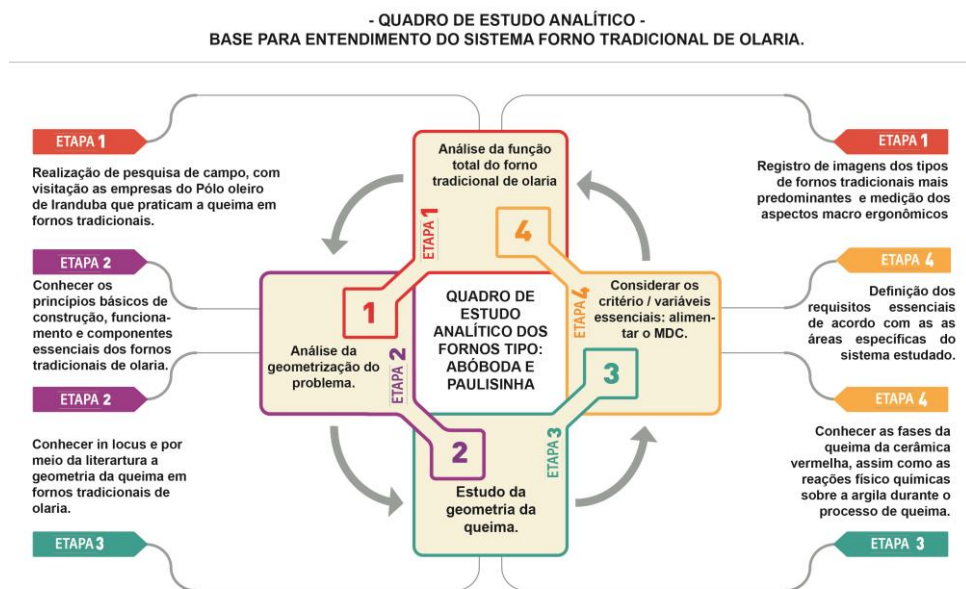 - QUADRO DE ESTUDO ANALÍTICO -
BASE PARA ENTENDIMENTO DO SISTEMA FORNO TRADICIONAL DE OLARIA.
ETAPA 1
Realização de pesquisa de campo, com
visitação as empresas do Pólo oleiro
de Iranduba que praticam a queima em
fornos tradicionais.
ETAPA 2
Conhecer os
princípios básicos de
construção, funciona-
mento e componentes
essenciais dos fornos
tradicionais de olaria.
ETAPA 2
Conhecer in locus e por
meio da literartura a
geometria da queima em
fornos tradicionais de
olaria.
ETAPA 3
Análise da função
total do forno
tradicional de olaria
ETAPA 1
4
1
Análise da
geometrização do
problema.
ETAPA 2
QUADRO DE
ESTUDO
ANALÍTICO DOS
FORNOS TIPO:
ABÓBODA E
PAULISINHA
ETAPA 4
Considerar os
critério / variáveis
essenciais: alimen-
tar o MDC.
3
2
ETAPA 3
Estudo da
geometria da
queima.
ETAPA 1
Registro de imagens dos tipos
de fornos tradicionais mais
predominantes e medição dos
aspectos macro ergonômicos
ETAPA 4
Definição dos
requisitos essenciais
de acordo com as as
áreas específicas do
sistema estudado.
ETAPA 4
Conhecer as fases da
queima da cerâmica
vermelha, assim como as
reações físico químicas
sobre a argila durante o
processo de queima.
ETAPA 3